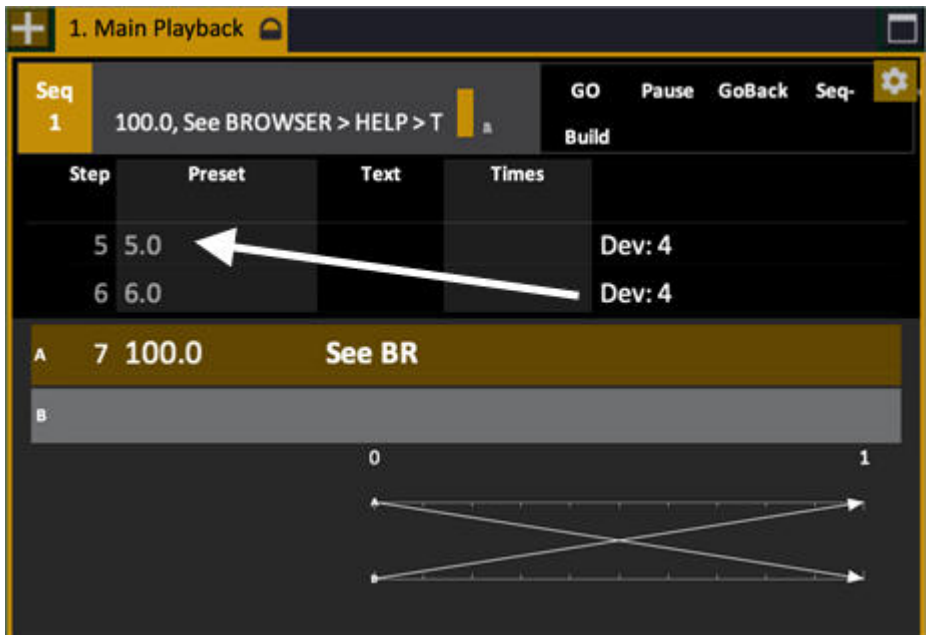 1. Main Playback
Seq
1
100.0, See BROWSER > HELP > T
a
GO Pause GoBack Seq-
Build
Step Preset Text Times
5 5.0 Dev: 4
6 6.0 Dev: 4
A 7 100.0 See BR
B
0 1
A
B